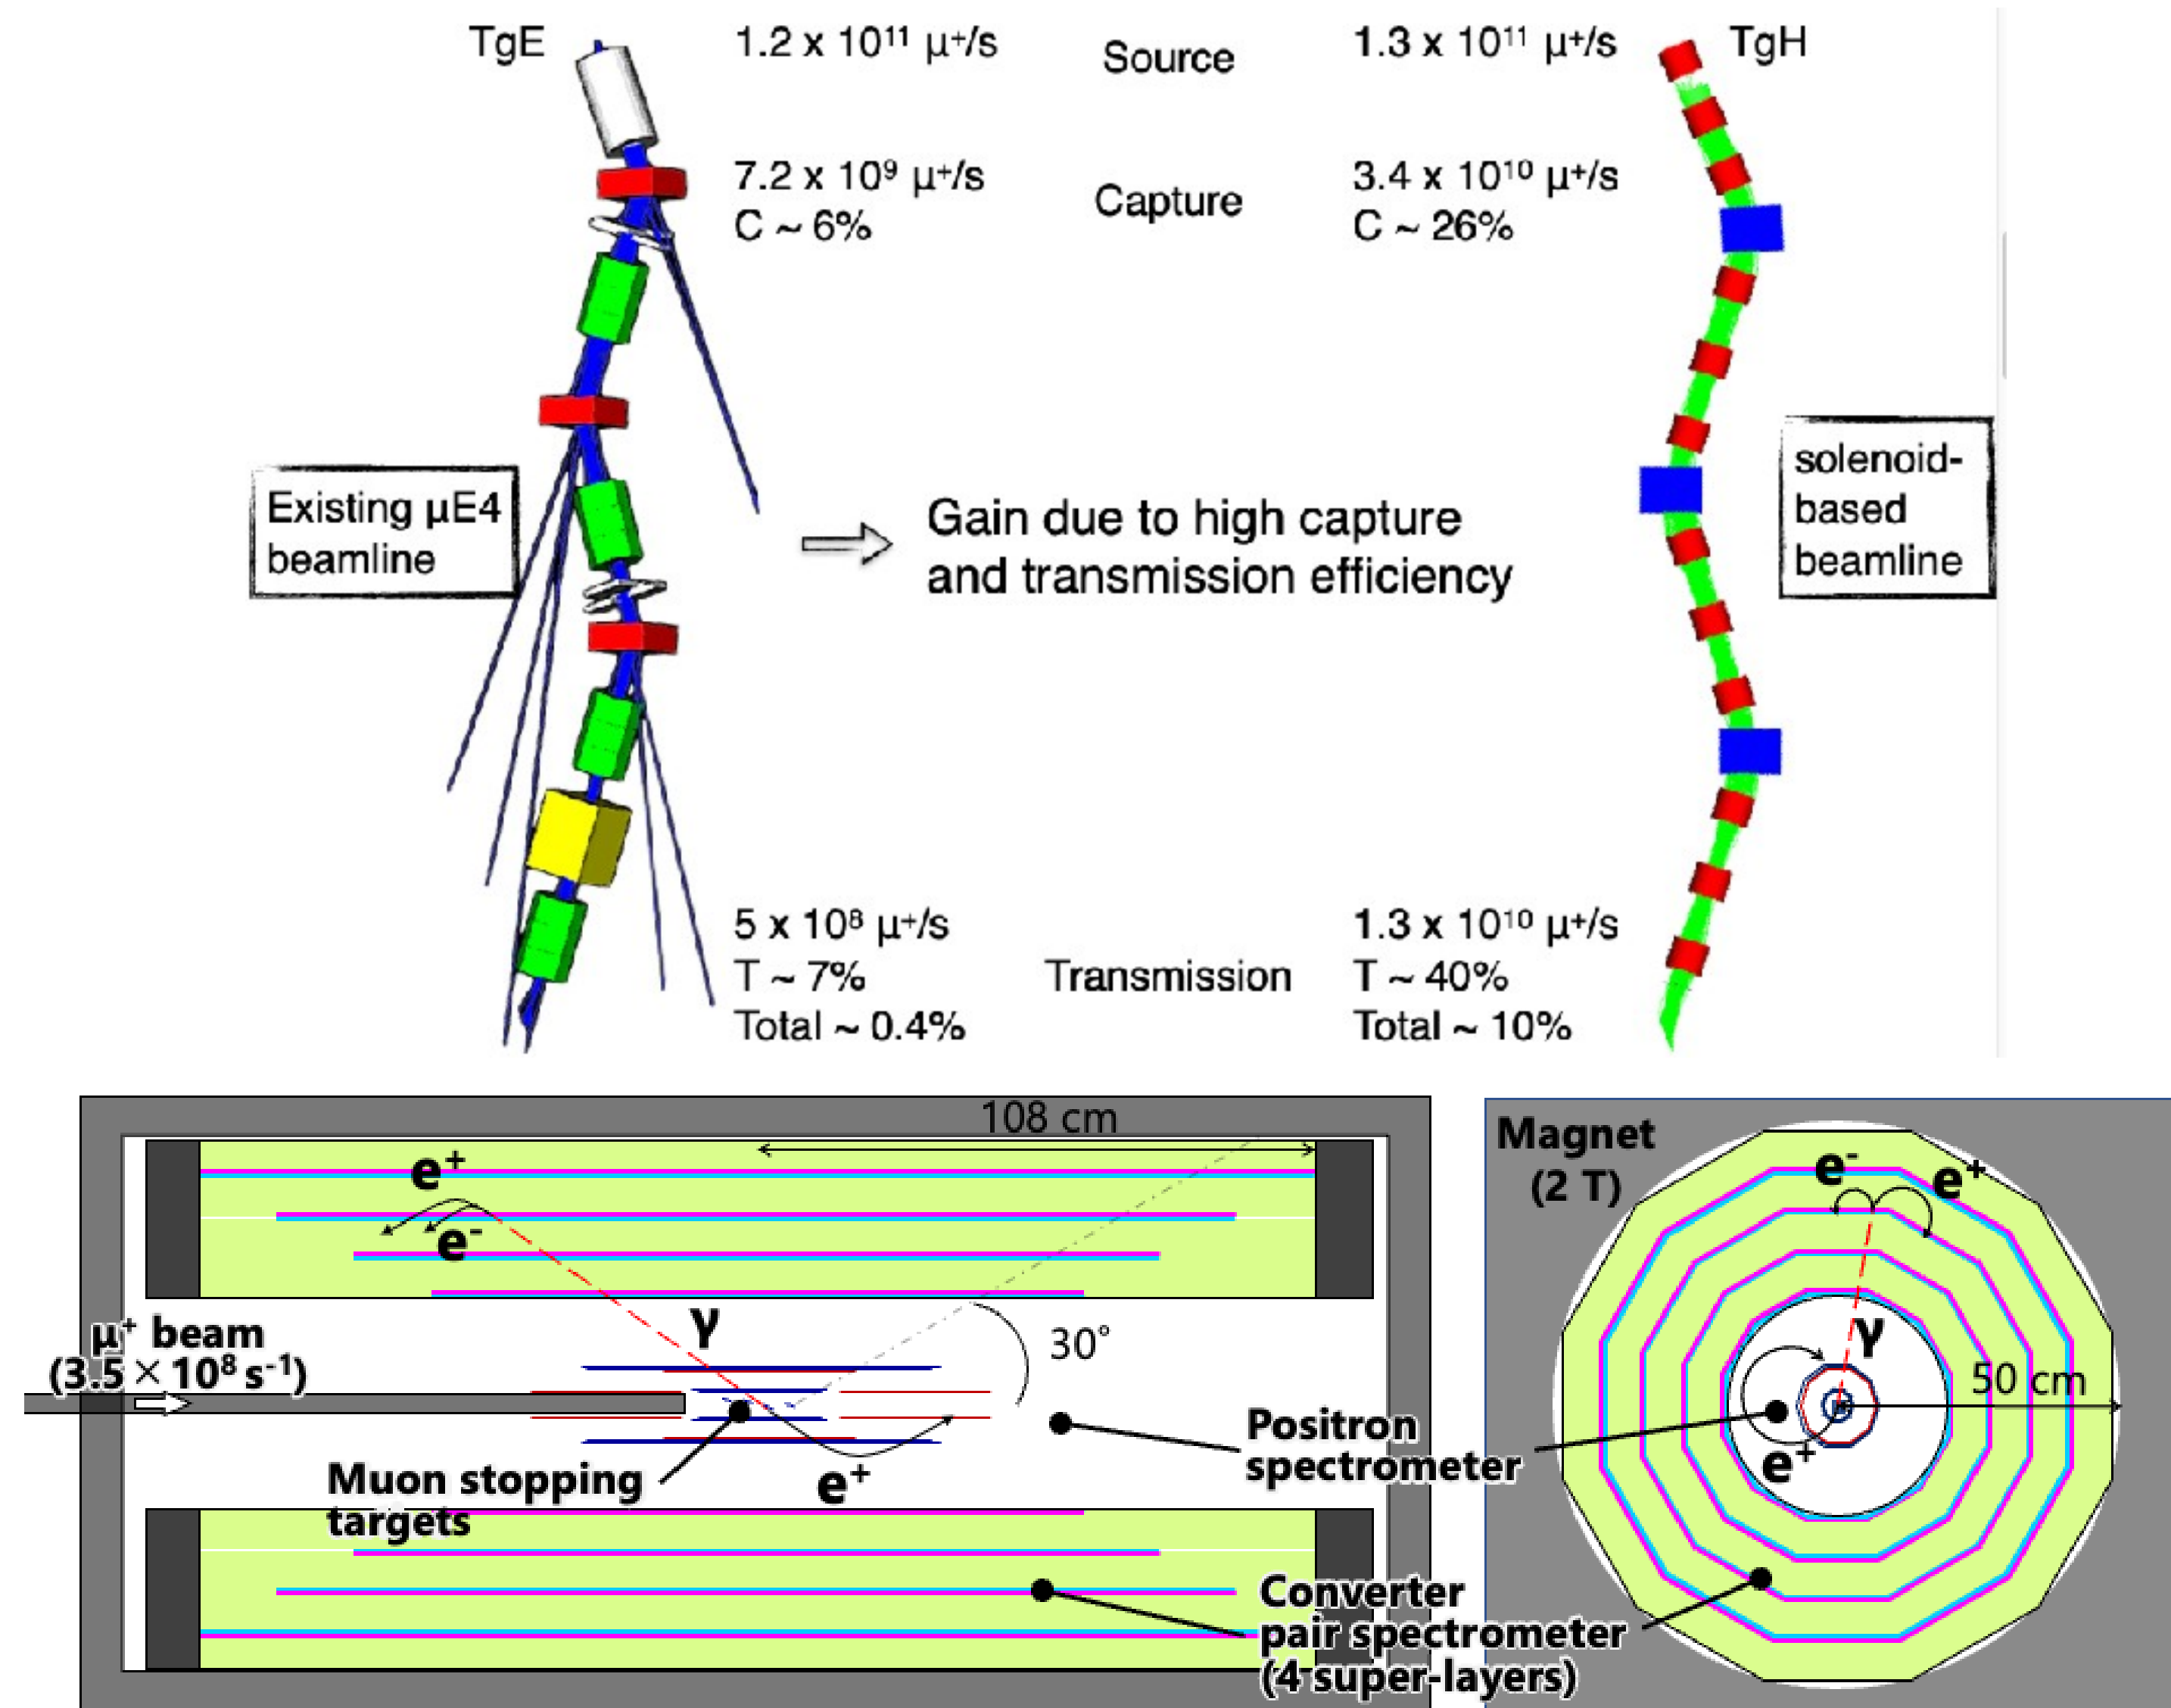 TgE
1.2 x 10¹¹ µ⁺/s
Source
1.3 x 10¹¹ µ⁺/s
TgH
7.2 x 10⁹ µ⁺/s
C ~ 6%
Capture
3.4 x 10¹⁰ µ⁺/s
C ~ 26%
Existing µE4
beamline
Gain due to high capture
and transmission efficiency
solenoid-
based
beamline
5 x 10⁸ µ⁺/s
T ~ 7%
Total ~ 0.4%
Transmission
1.3 x 10¹⁰ µ⁺/s
T ~ 40%
Total ~ 10%
108 cm
e⁺
e⁻
γ
30°
µ⁺ beam
(3.5×10⁸ s⁻¹)
Muon stopping
targets
e⁺
Positron
spectrometer
Converter
pair spectrometer
(4 super-layers)
Magnet
(2 T)
e⁻
e⁺
γ
50 cm
e⁺